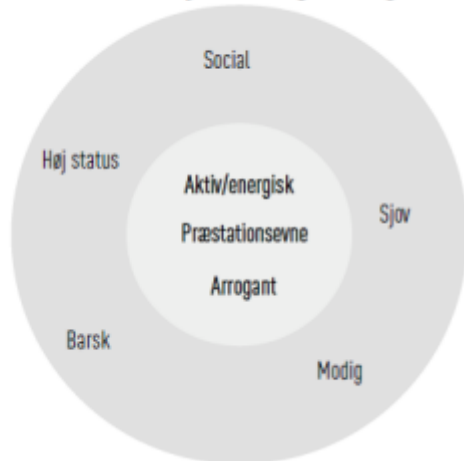 Social
Høj status
Aktiv/energisk
Sjov
Præstationsevne
Arrogant
Barsk
Modig